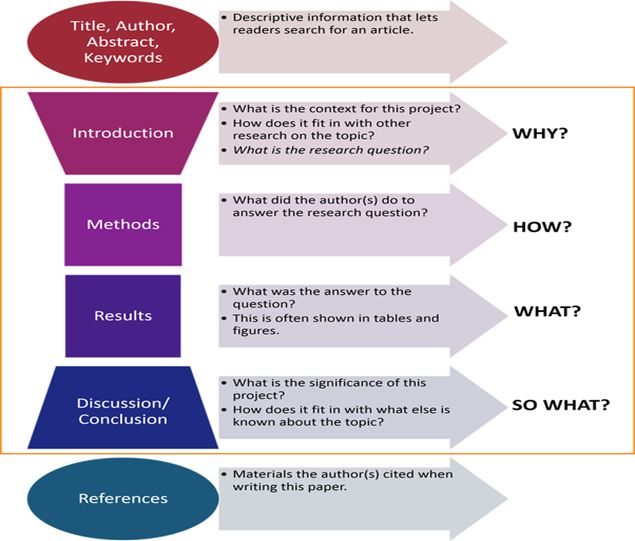 Title, Author,
Abstract,
Keywords
• Descriptive information that lets
readers search for an article.
Introduction
• What is the context for this project?
• How does it fit in with other
research on the topic?
• What is the research question?
WHY?
Methods
• What did the author(s) do to
answer the research question?
HOW?
Results
• What was the answer to the
question?
• This is often shown in tables and
figures.
WHAT?
Discussion/
Conclusion
• What is the significance of this
project?
• How does it fit in with what else is
known about the topic?
SO WHAT?
References
• Materials the author(s) cited when
writing this paper.